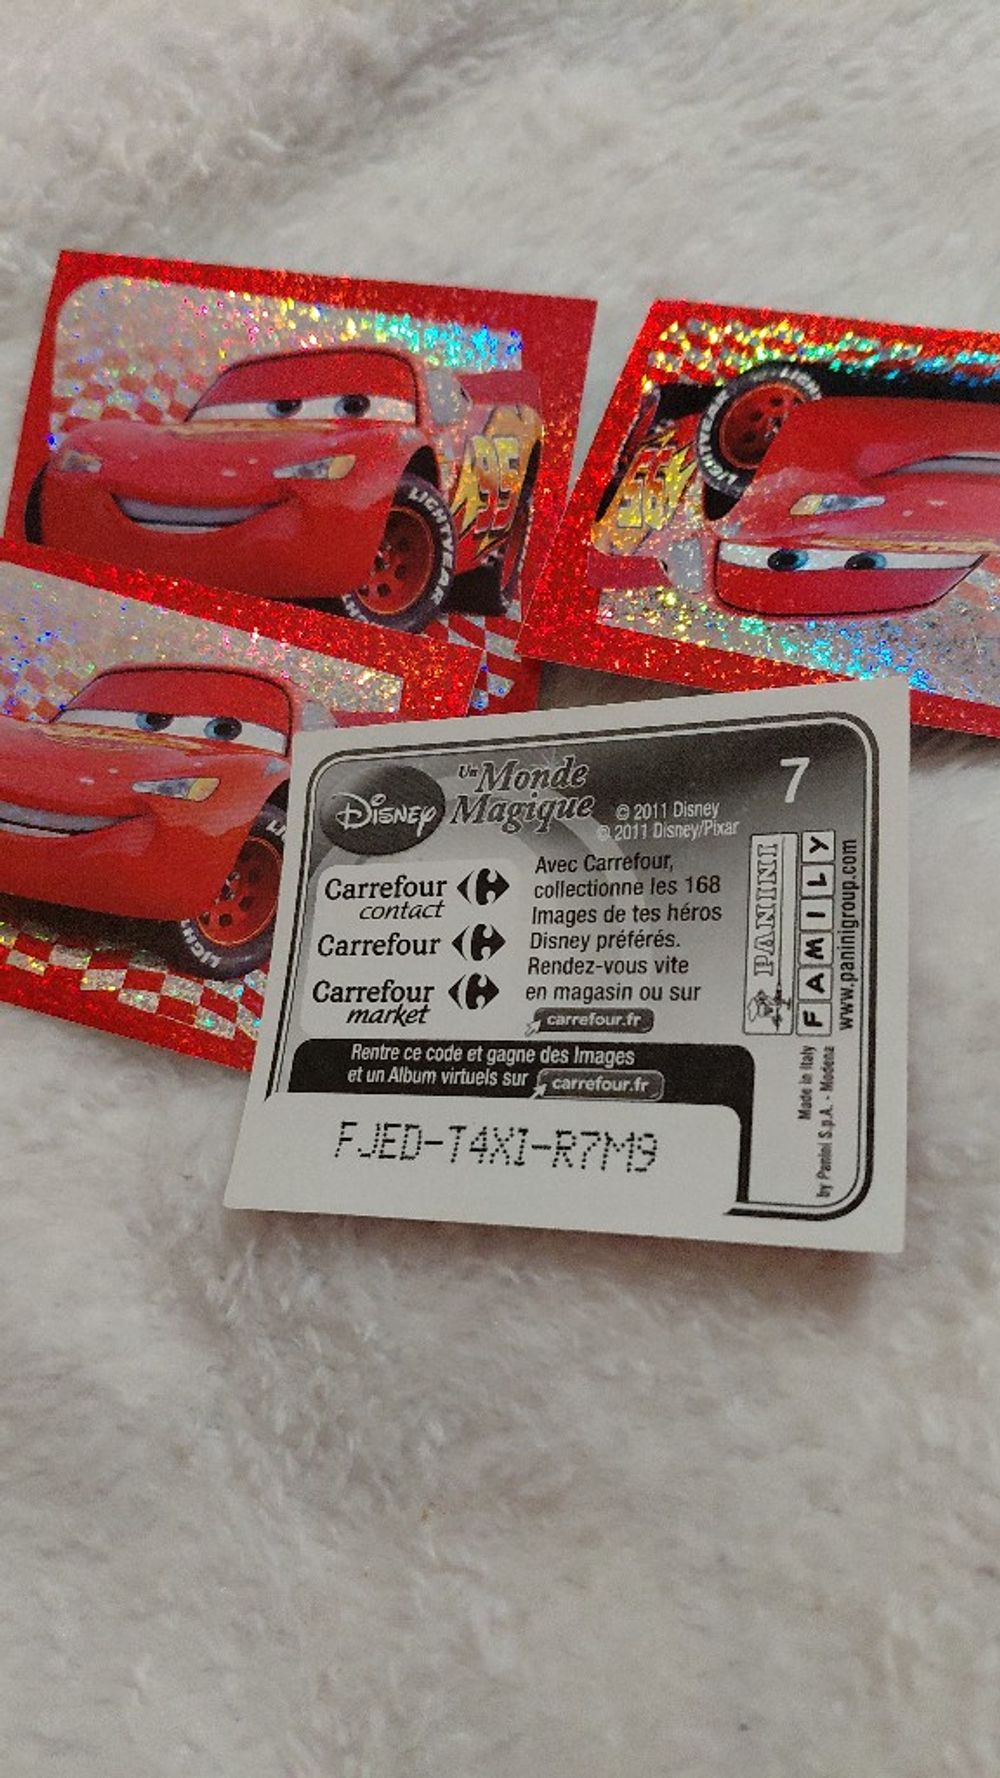 LIGHTYEAR
95
LIGHTYEAR
95
Disney
Un Monde
Magique
© 2011 Disney
© 2011 Disney/Pixar
7
Carrefour
contact
Carrefour
Carrefour
market
Avec Carrefour,
collectionne les 168
Images de tes héros
Disney préférés.
Rendez-vous vite
en magasin ou sur
carrefour.fr
PANINI
FAMILY
www.paninigroup.com
Rentre ce code et gagne des Images
et un Album virtuels sur carrefour.fr
FJED-T4XI-R7M9
Made in Italy
by Panini S.p.A. - Modena